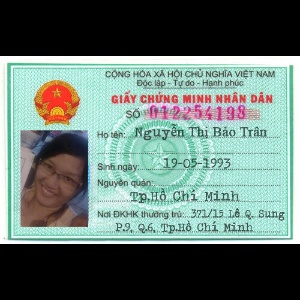 CỘNG HÒA XÃ HỘI CHỦ NGHĨA VIỆT NAM
Độc lập - Tự do - Hạnh phúc
GIẤY CHỨNG MINH NHÂN DÂN
SỐ 012254198
Họ tên: Nguyễn Thị Bảo Trân
Sinh ngày: 19-05-1993
Nguyên quán:
Tp.Hồ Chí Minh
Nơi ĐKHK thường trú: 371/15 Lê Q. Sung
P.9, Q.6, Tp.Hồ Chí Minh